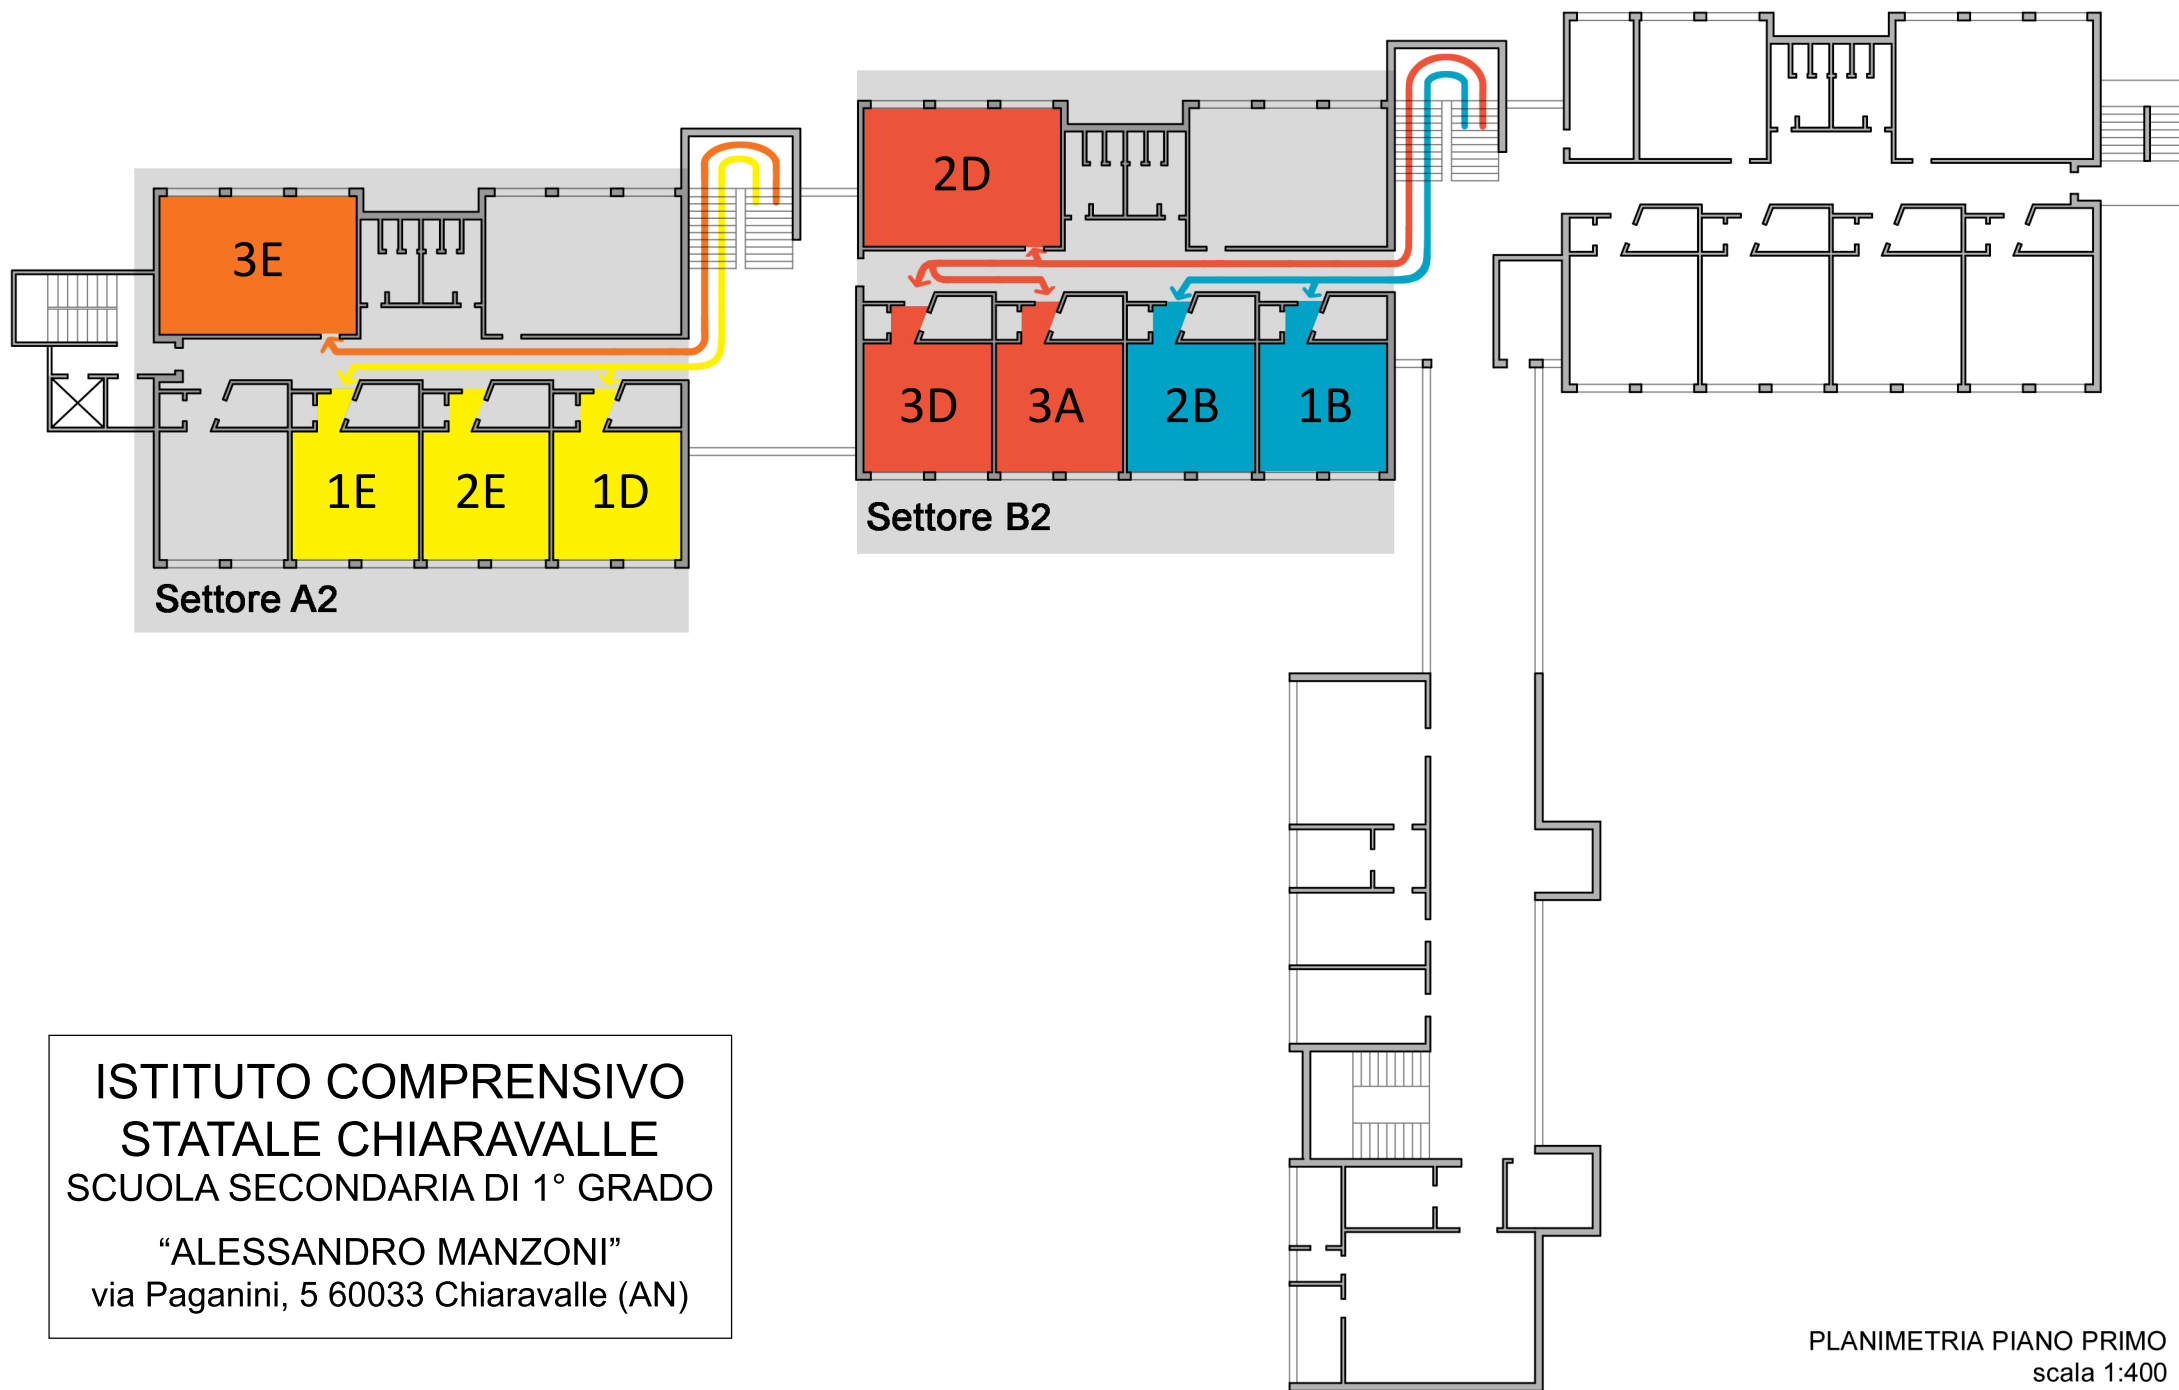 2D
3E
3D
3A
2B
1B
1E
2E
1D
Settore B2
Settore A2
ISTITUTO COMPRENSIVO
STATALE CHIARAVALLE
SCUOLA SECONDARIA DI 1° GRADO
“ALESSANDRO MANZONI”
via Paganini, 5 60033 Chiaravalle (AN)
PLANIMETRIA PIANO PRIMO
scala 1:400